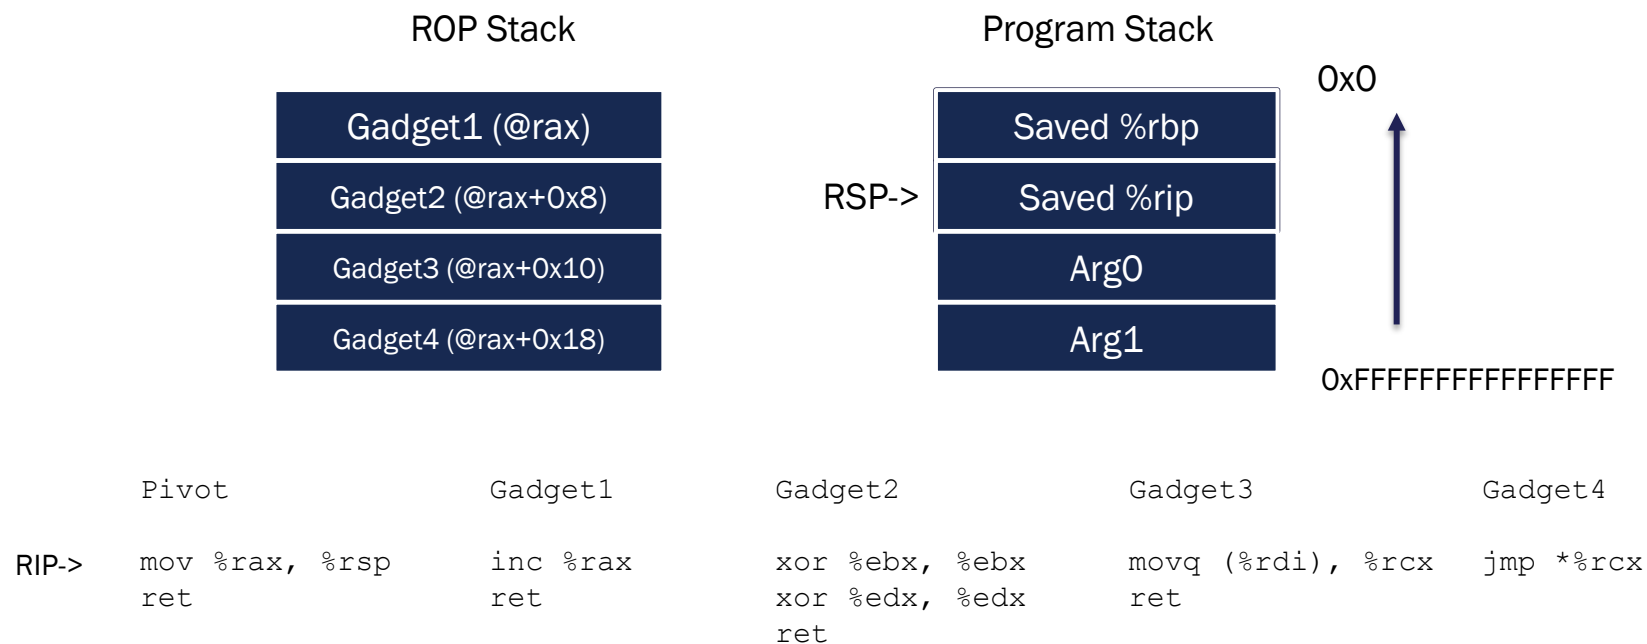 ROP Stack
Program Stack
0x0
Gadget1 (@rax)
Gadget2 (@rax+0x8)
Gadget3 (@rax+0x10)
Gadget4 (@rax+0x18)
RSP->
Saved %rbp
Saved %rip
Arg0
Arg1
0xFFFFFFFFFFFFFFFF
RIP->
Pivot
mov %rax, %rsp
ret
Gadget1
inc %rax
ret
Gadget2
xor %ebx, %ebx
xor %edx, %edx
ret
Gadget3
movq (%rdi), %rcx
ret
Gadget4
jmp *%rcx